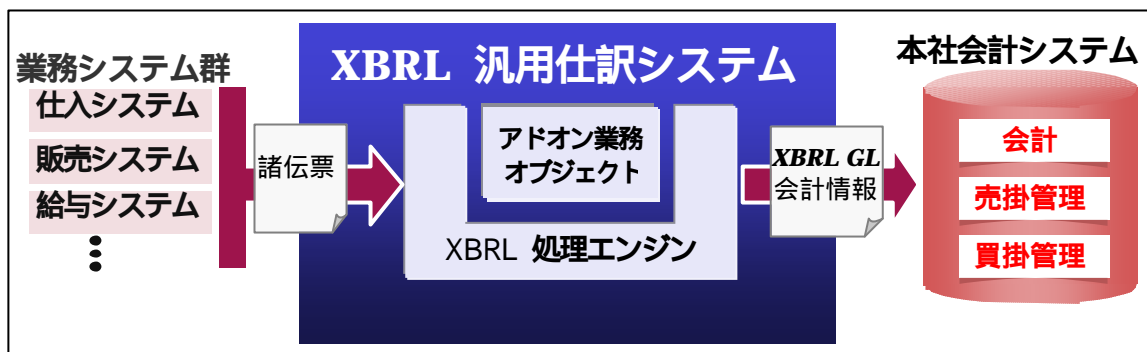 業務システム群
仕入システム
販売システム
給与システム
諸伝票
XBRL 汎用仕訳システム
アドオン業務
オブジェクト
XBRL 処理エンジン
XBRL GL
会計情報
本社会計システム
会計
売掛管理
買掛管理